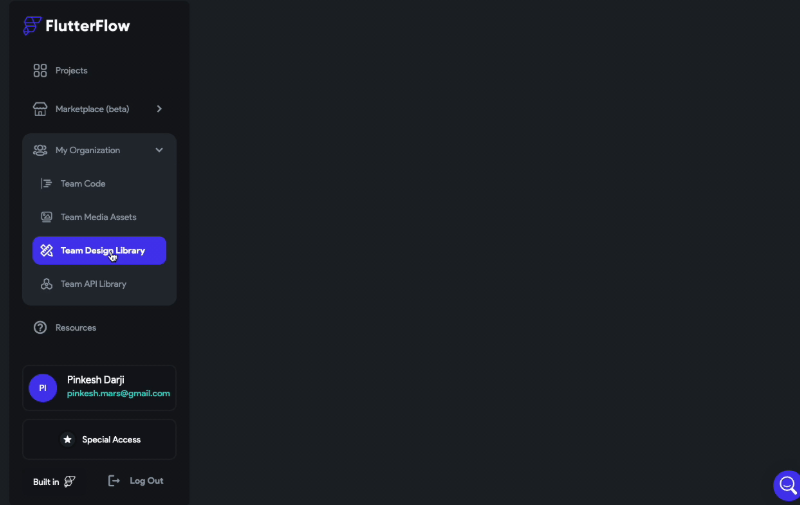 FlutterFlow
Projects
Marketplace (beta)
My Organization
Team Code
Team Media Assets
Team Design Library
Team API Library
Resources
PI
Pinkesh Darji
pinkesh.mars@gmail.com
Special Access
Built in
Log Out